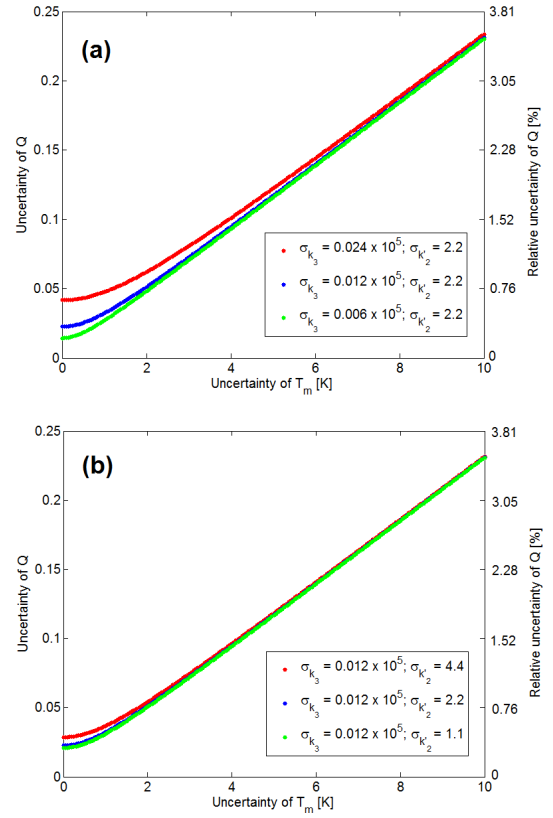 (a)
0.25
0.2
0.15
0.1
0.05
0
3.81
3.05
2.28
1.52
0.76
0
Uncertainty of Q
Relative uncertainty of Q [%]
σk3 = 0.024 x 10^5; σk'2 = 2.2
σk3 = 0.012 x 10^5; σk'2 = 2.2
σk3 = 0.006 x 10^5; σk'2 = 2.2
0 2 4 6 8 10
Uncertainty of Tm [K]
(b)
0.25
0.2
0.15
0.1
0.05
0
3.81
3.05
2.28
1.52
0.76
0
Uncertainty of Q
Relative uncertainty of Q [%]
σk3 = 0.012 x 10^5; σk'2 = 4.4
σk3 = 0.012 x 10^5; σk'2 = 2.2
σk3 = 0.012 x 10^5; σk'2 = 1.1
0 2 4 6 8 10
Uncertainty of Tm [K]